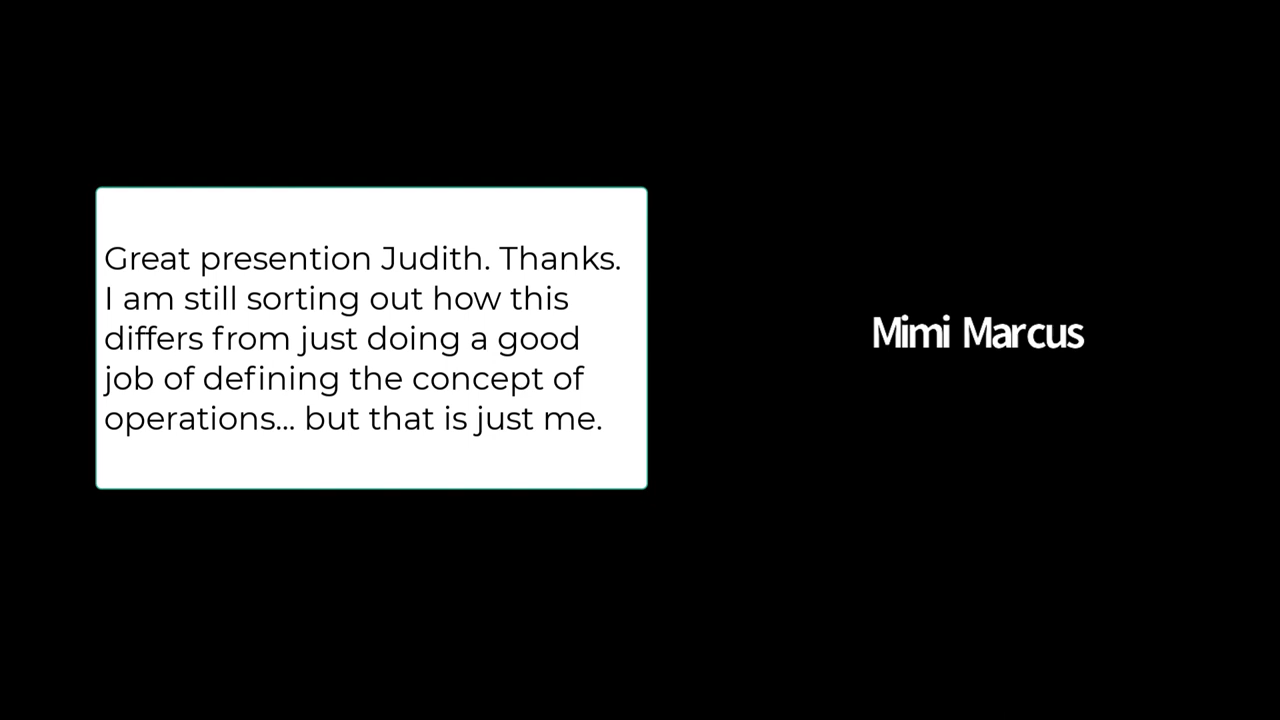 Great presention Judith. Thanks.
I am still sorting out how this
differs from just doing a good
job of defining the concept of
operations... but that is just me.
Mimi Marcus